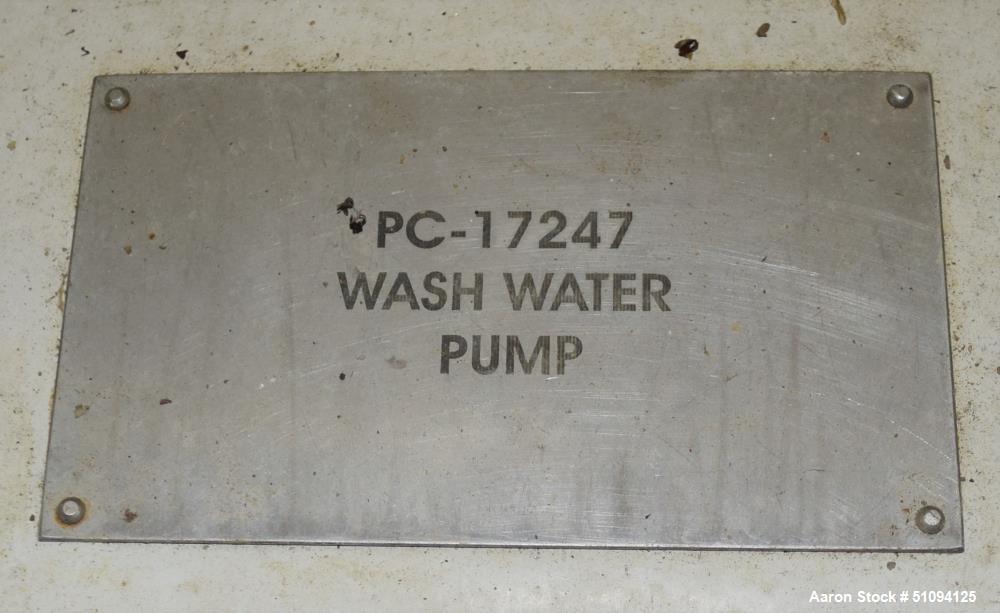 PC-17247
WASH WATER
PUMP
Aaron Stock # 51094125